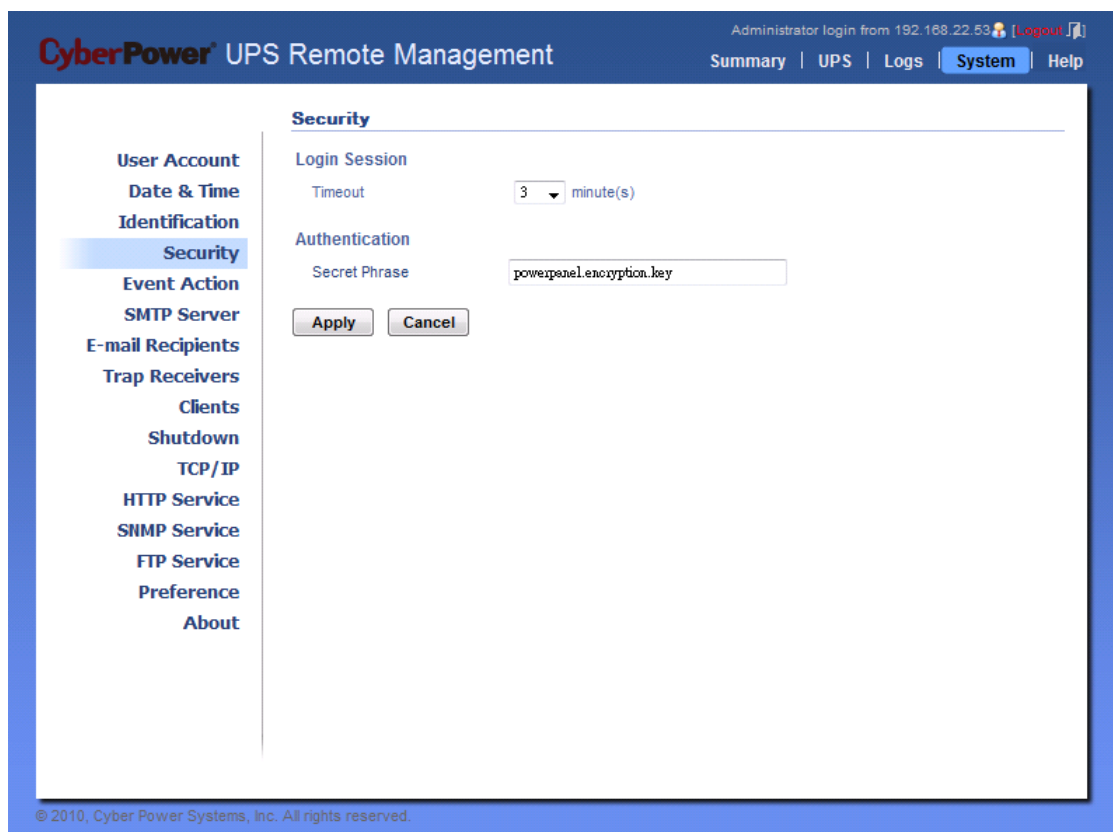 Administrator login from 192.168.22.53 [Logout]
CyberPower UPS Remote Management
Summary | UPS | Logs | System | Help
Security
User Account
Date & Time
Identification
Security
Event Action
SMTP Server
E-mail Recipients
Trap Receivers
Clients
Shutdown
TCP/IP
HTTP Service
SNMP Service
FTP Service
Preference
About
Login Session
Timeout 3 minute(s)
Authentication
Secret Phrase powerpanel.encryption.key
Apply Cancel
© 2010, Cyber Power Systems, Inc. All rights reserved.